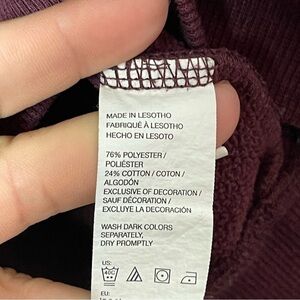 MADE IN LESOTHO
FABRIQUÉ À LESOTHO
HECHO EN LESOTO
76% POLYESTER /
POLIÉSTER
24% COTTON / COTON /
ALGODÓN
EXCLUSIVE OF DECORATION /
SAUF DÉCORATION /
EXCLUYE LA DECORACIÓN
WASH DARK COLORS
SEPARATELY,
DRY PROMPTLY
US:
EU: